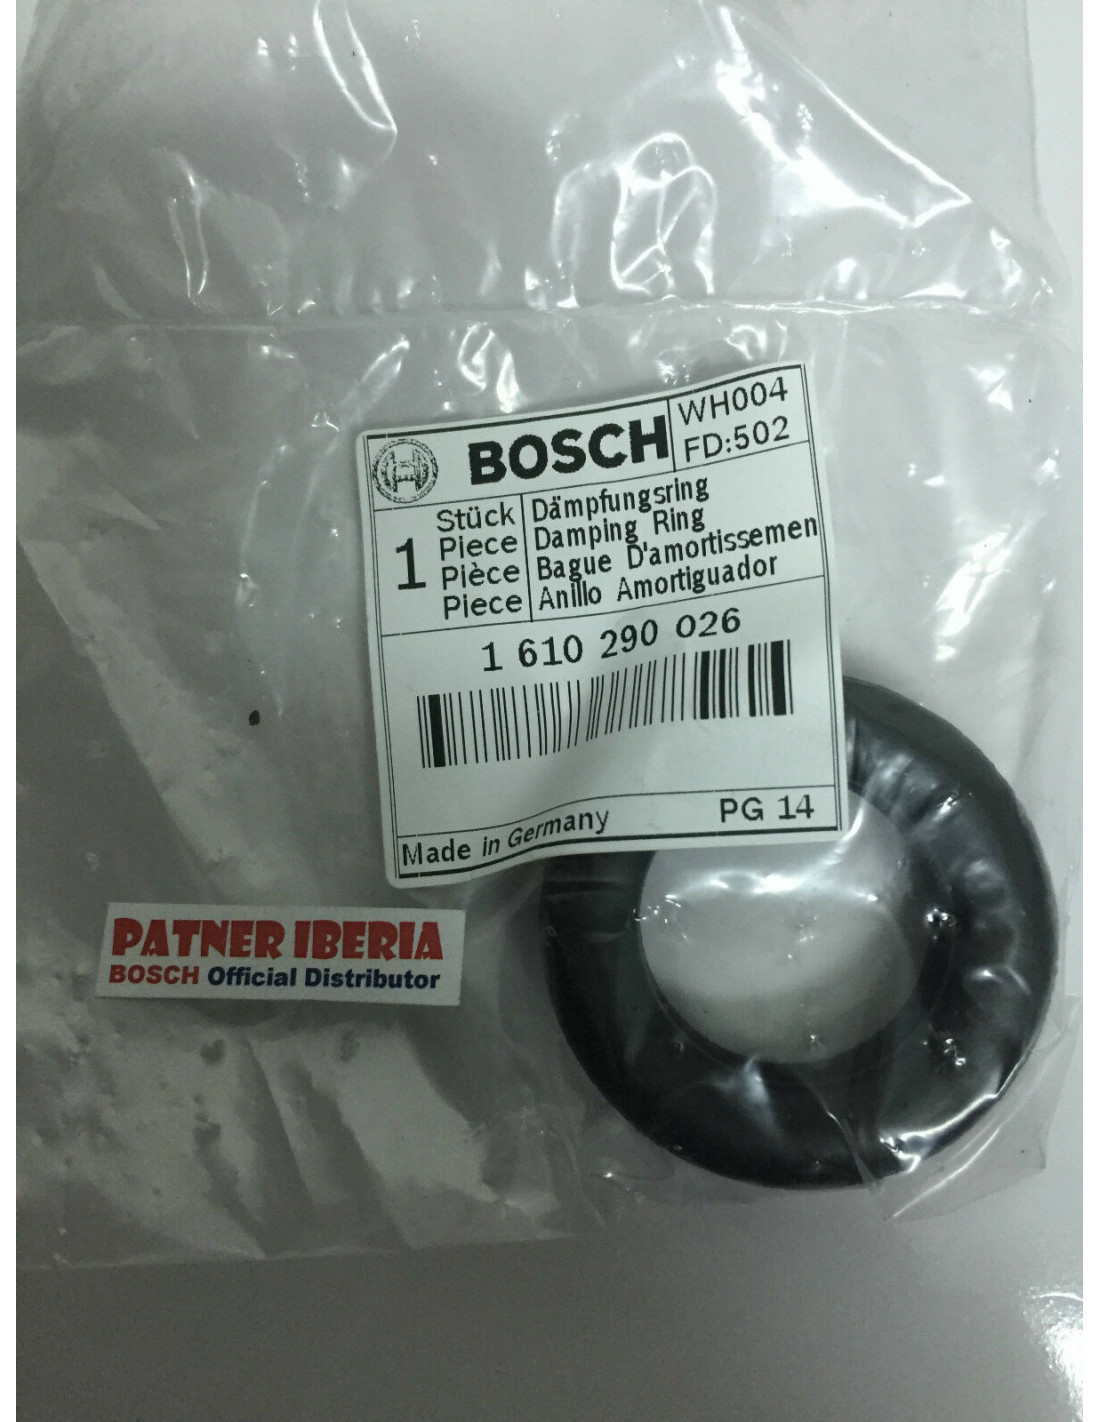 BOSCH
WH004
FD:502
1
Stück
Piece
Pièce
Piece
Dämpfungsring
Damping Ring
Bague D'amortissemen
Anillo Amortiguador
1 610 290 026
Made in Germany
PG 14
PATNER IBERIA
BOSCH Official Distributor